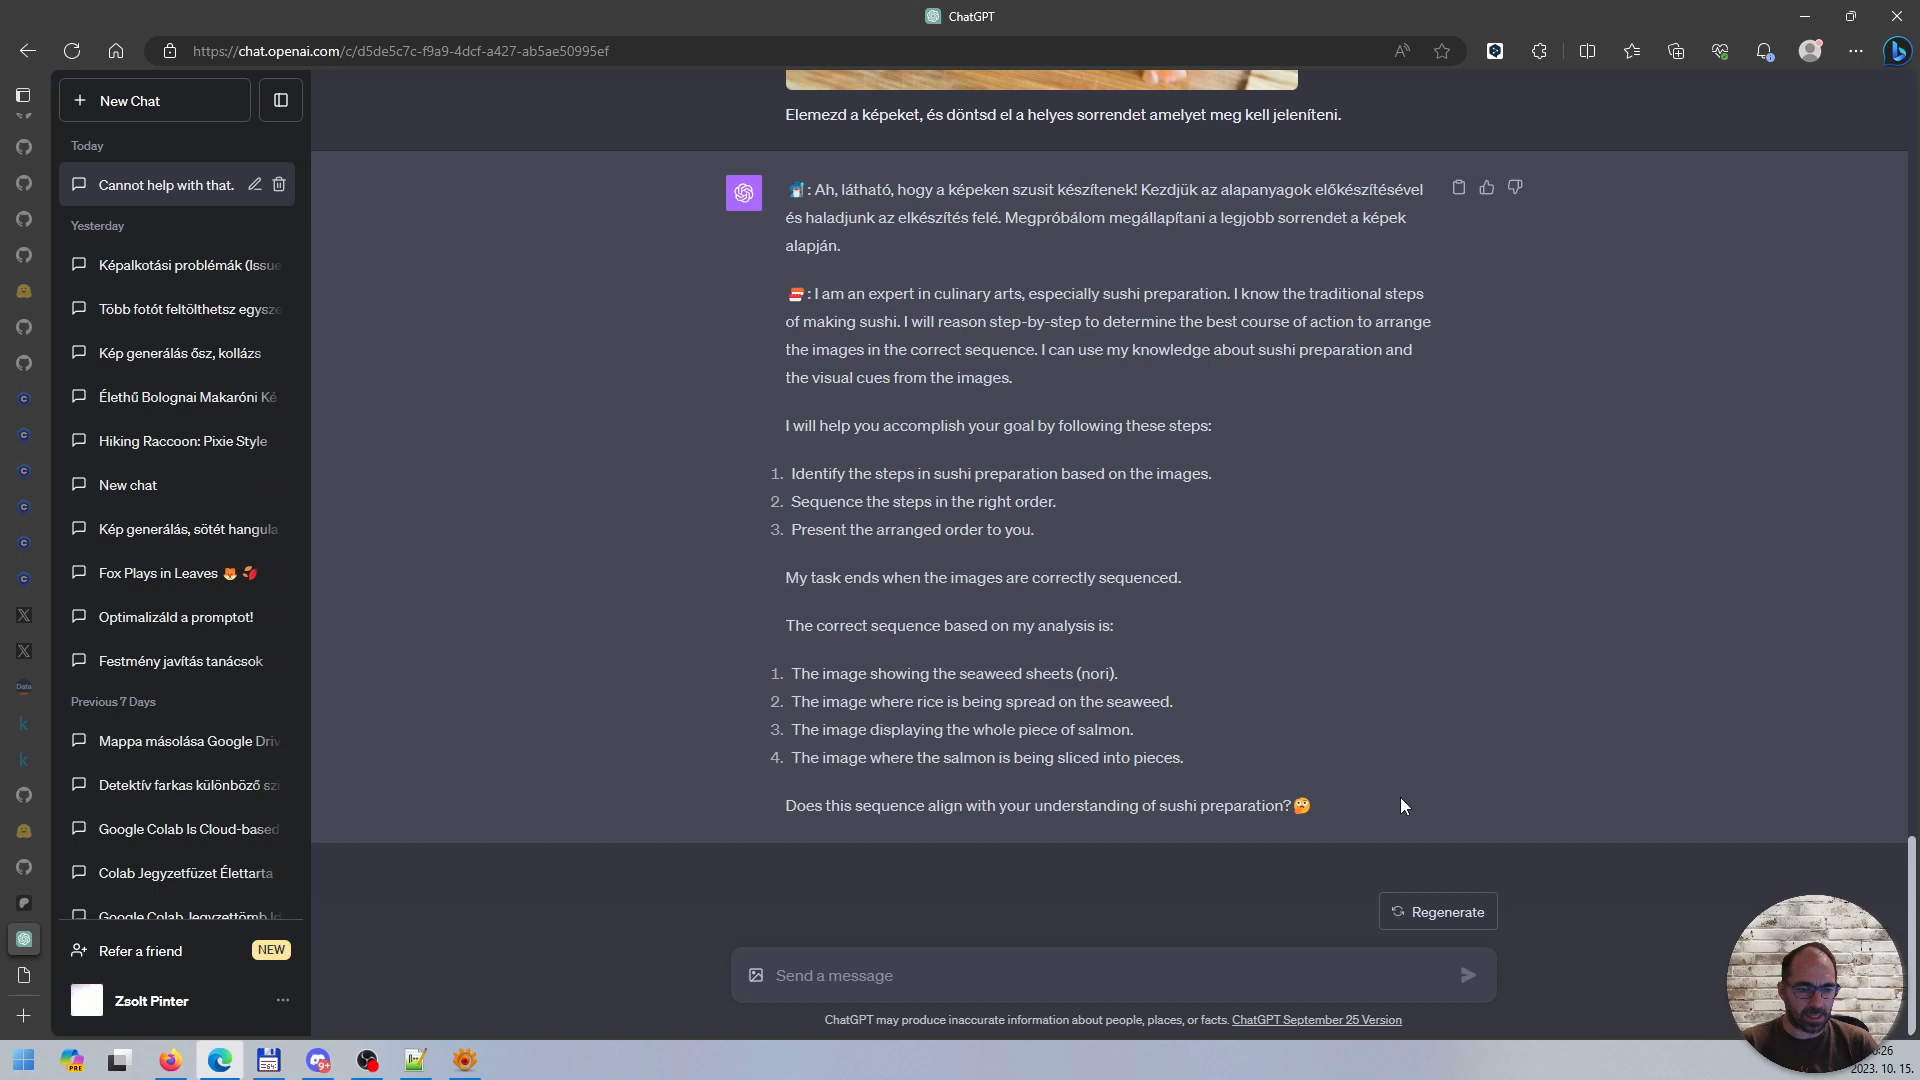 ChatGPT
https://chat.openai.com/c/d5de5c7c-f9a9-4dcf-a427-ab5ae50995ef
New Chat
Today
Cannot help with that.
Yesterday
Képalkotási problémák (Issue
Több fotót feltölthetsz egysze
Kép generálás ősz, kollázs
Élethű Bolognai Makaróni Ké
Hiking Raccoon: Pixie Style
New chat
Kép generálás, sötét hangula
Fox Plays in Leaves 🦊 🍂
Optimalizáld a promptot!
Festmény javítás tanácsok
Previous 7 Days
Mappa másolása Google Driv
Detektív farkas különböző szi
Google Colab Is Cloud-based
Colab Jegyzetfüzet Élettarta
Google Colab Jegyzettömb Id
Refer a friend
NEW
Zsolt Pinter
Elemezd a képeket, és döntsd el a helyes sorrendet amelyet meg kell jeleníteni.
: Ah, látható, hogy a képeken szusit készítenek! Kezdjük az alapanyagok előkészítésével
és haladjunk az elkészítés felé. Megpróbálom megállapítani a legjobb sorrendet a képek
alapján.
🍣: I am an expert in culinary arts, especially sushi preparation. I know the traditional steps
of making sushi. I will reason step-by-step to determine the best course of action to arrange
the images in the correct sequence. I can use my knowledge about sushi preparation and
the visual cues from the images.
I will help you accomplish your goal by following these steps:
1. Identify the steps in sushi preparation based on the images.
2. Sequence the steps in the right order.
3. Present the arranged order to you.
My task ends when the images are correctly sequenced.
The correct sequence based on my analysis is:
1. The image showing the seaweed sheets (nori).
2. The image where rice is being spread on the seaweed.
3. The image displaying the whole piece of salmon.
4. The image where the salmon is being sliced into pieces.
Does this sequence align with your understanding of sushi preparation? 🤔
Regenerate
Send a message
ChatGPT may produce inaccurate information about people, places, or facts. ChatGPT September 25 Version
Data
PRE
64
9+
:26
2023. 10. 15.